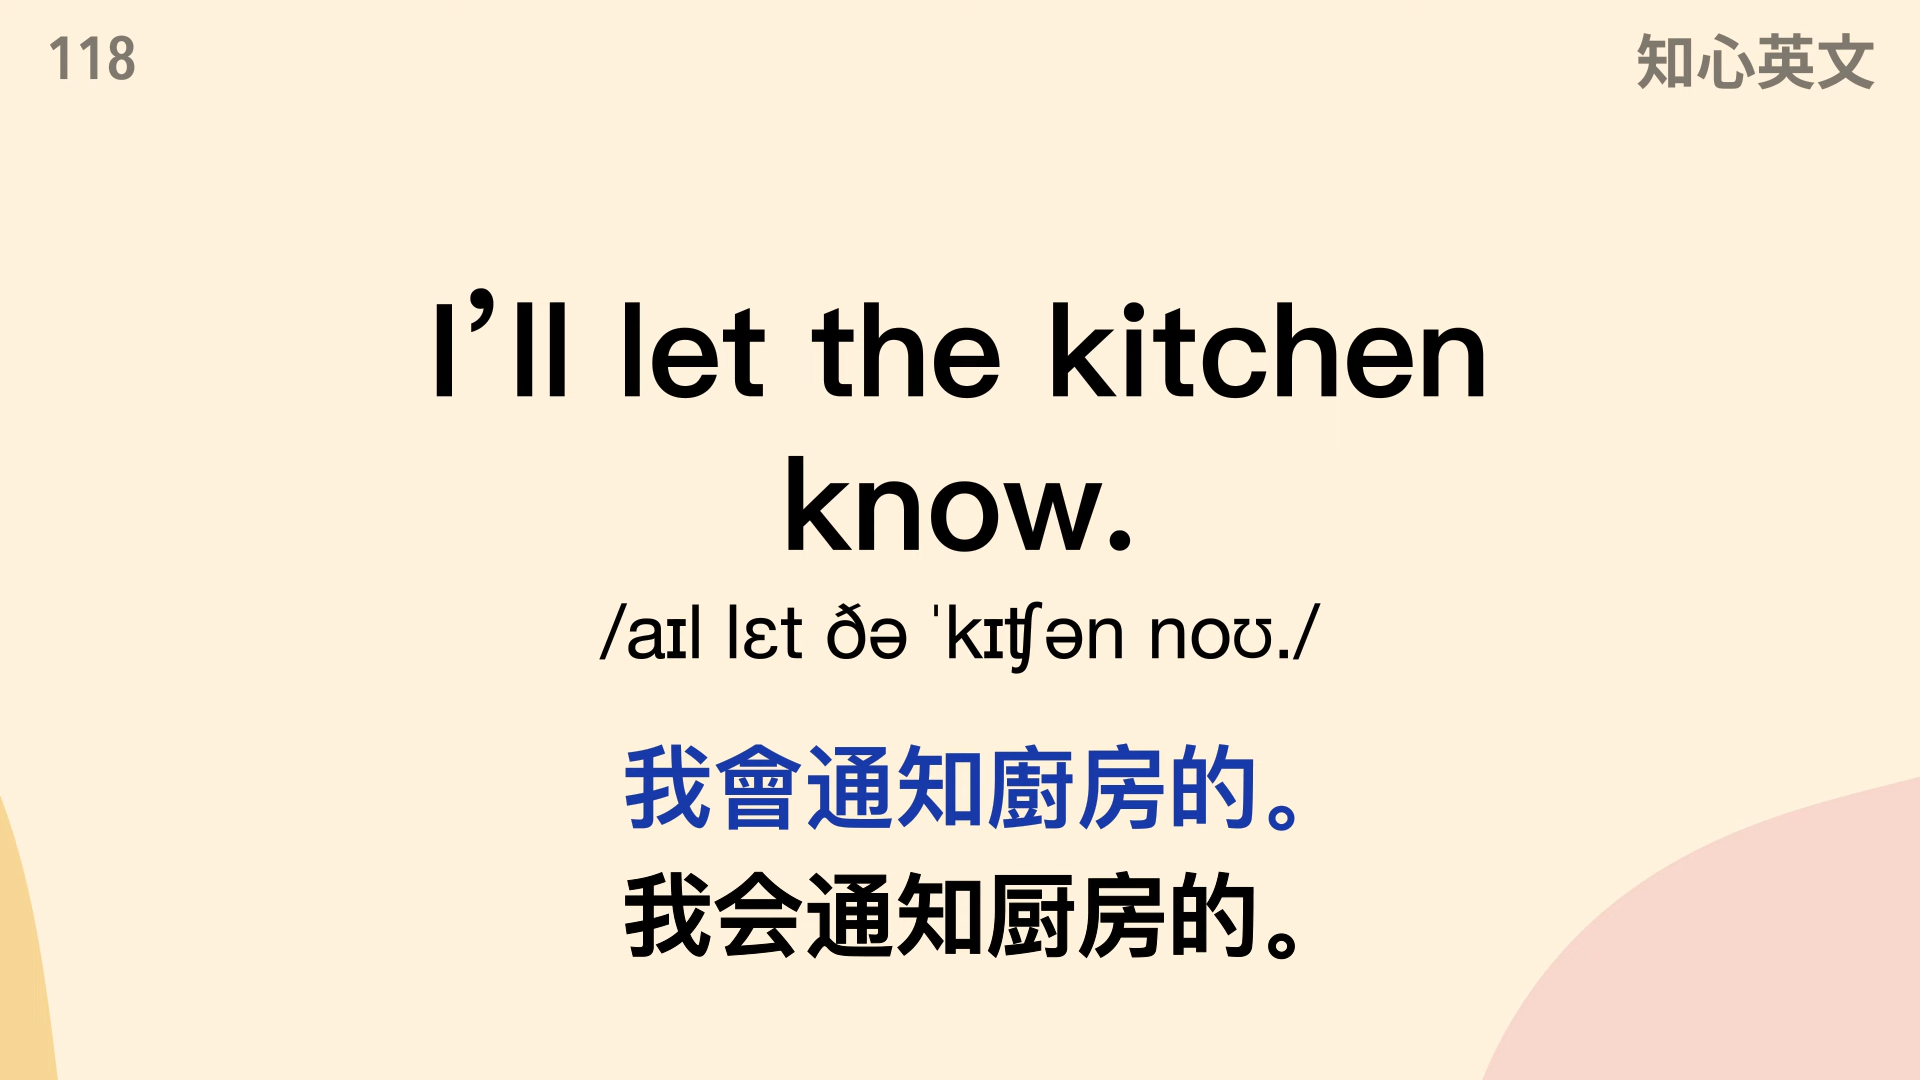 118
知心英文
I’ll let the kitchen
know.
/aɪl lɛt ðə ˈkɪʧən noʊ./
我會通知廚房的。
我会通知厨房的。